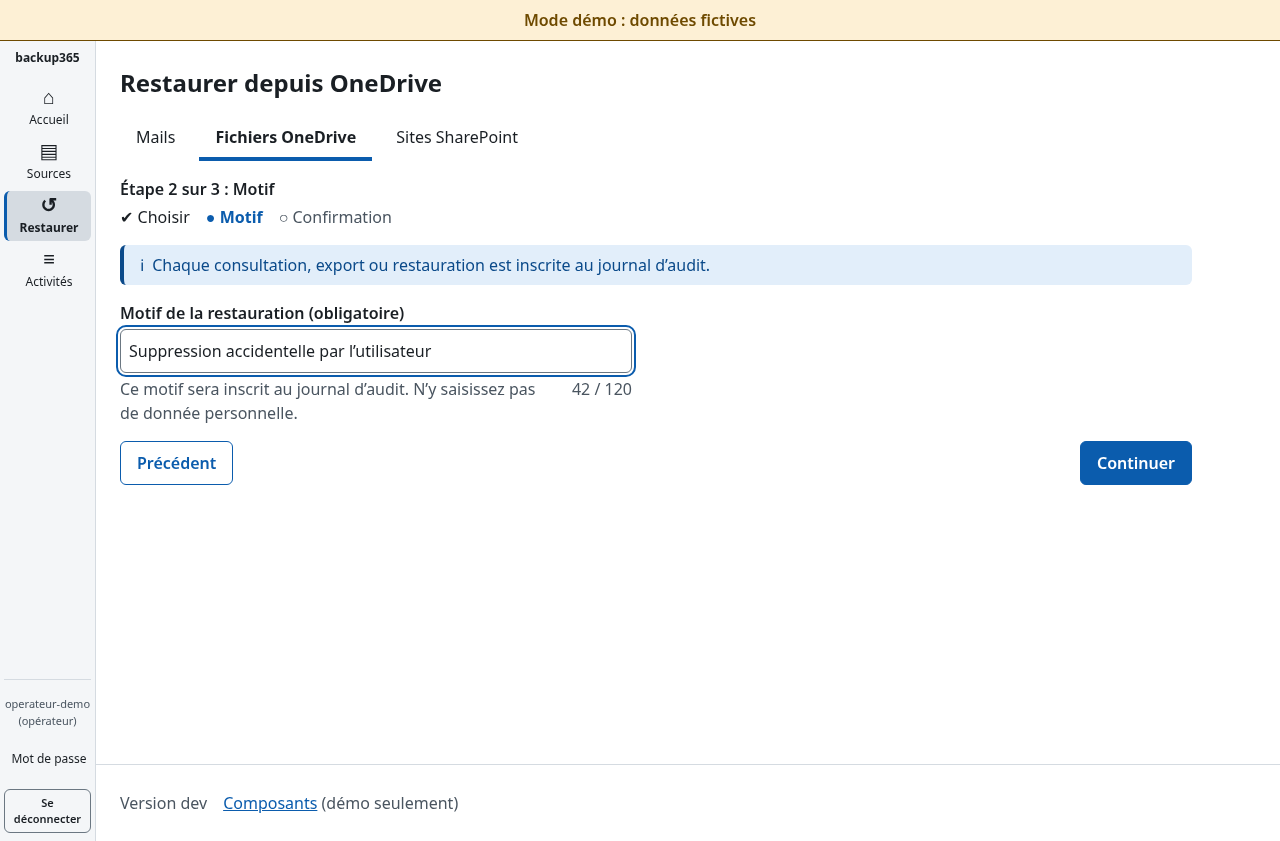 Mode démo : données fictives
backup365
Accueil
Sources
Restaurer
Activités
operateur-demo
(opérateur)
Mot de passe
Se
déconnecter
Restaurer depuis OneDrive
Mails Fichiers OneDrive Sites SharePoint
Étape 2 sur 3 : Motif
✔ Choisir ● Motif ○ Confirmation
i Chaque consultation, export ou restauration est inscrite au journal d’audit.
Motif de la restauration (obligatoire)
Suppression accidentelle par l’utilisateur
Ce motif sera inscrit au journal d’audit. N’y saisissez pas 42 / 120
de donnée personnelle.
Précédent Continuer
Version dev Composants (démo seulement)